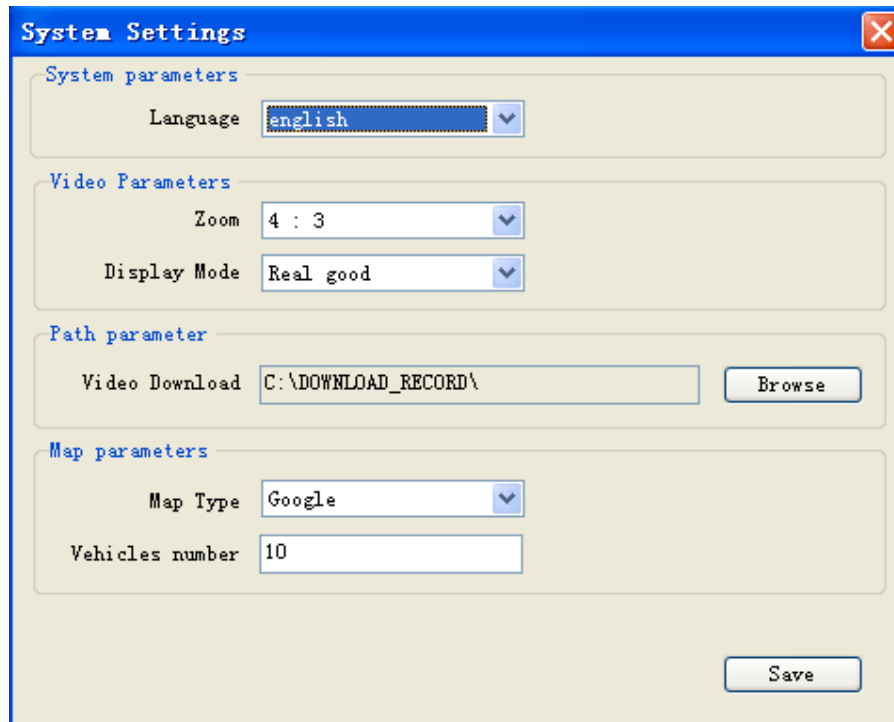 System Settings
System parameters
Language english
Video Parameters
Zoom 4 : 3
Display Mode Real good
Path parameter
Video Download C:\DOWNLOAD_RECORD\ Browse
Map parameters
Map Type Google
Vehicles number 10
Save